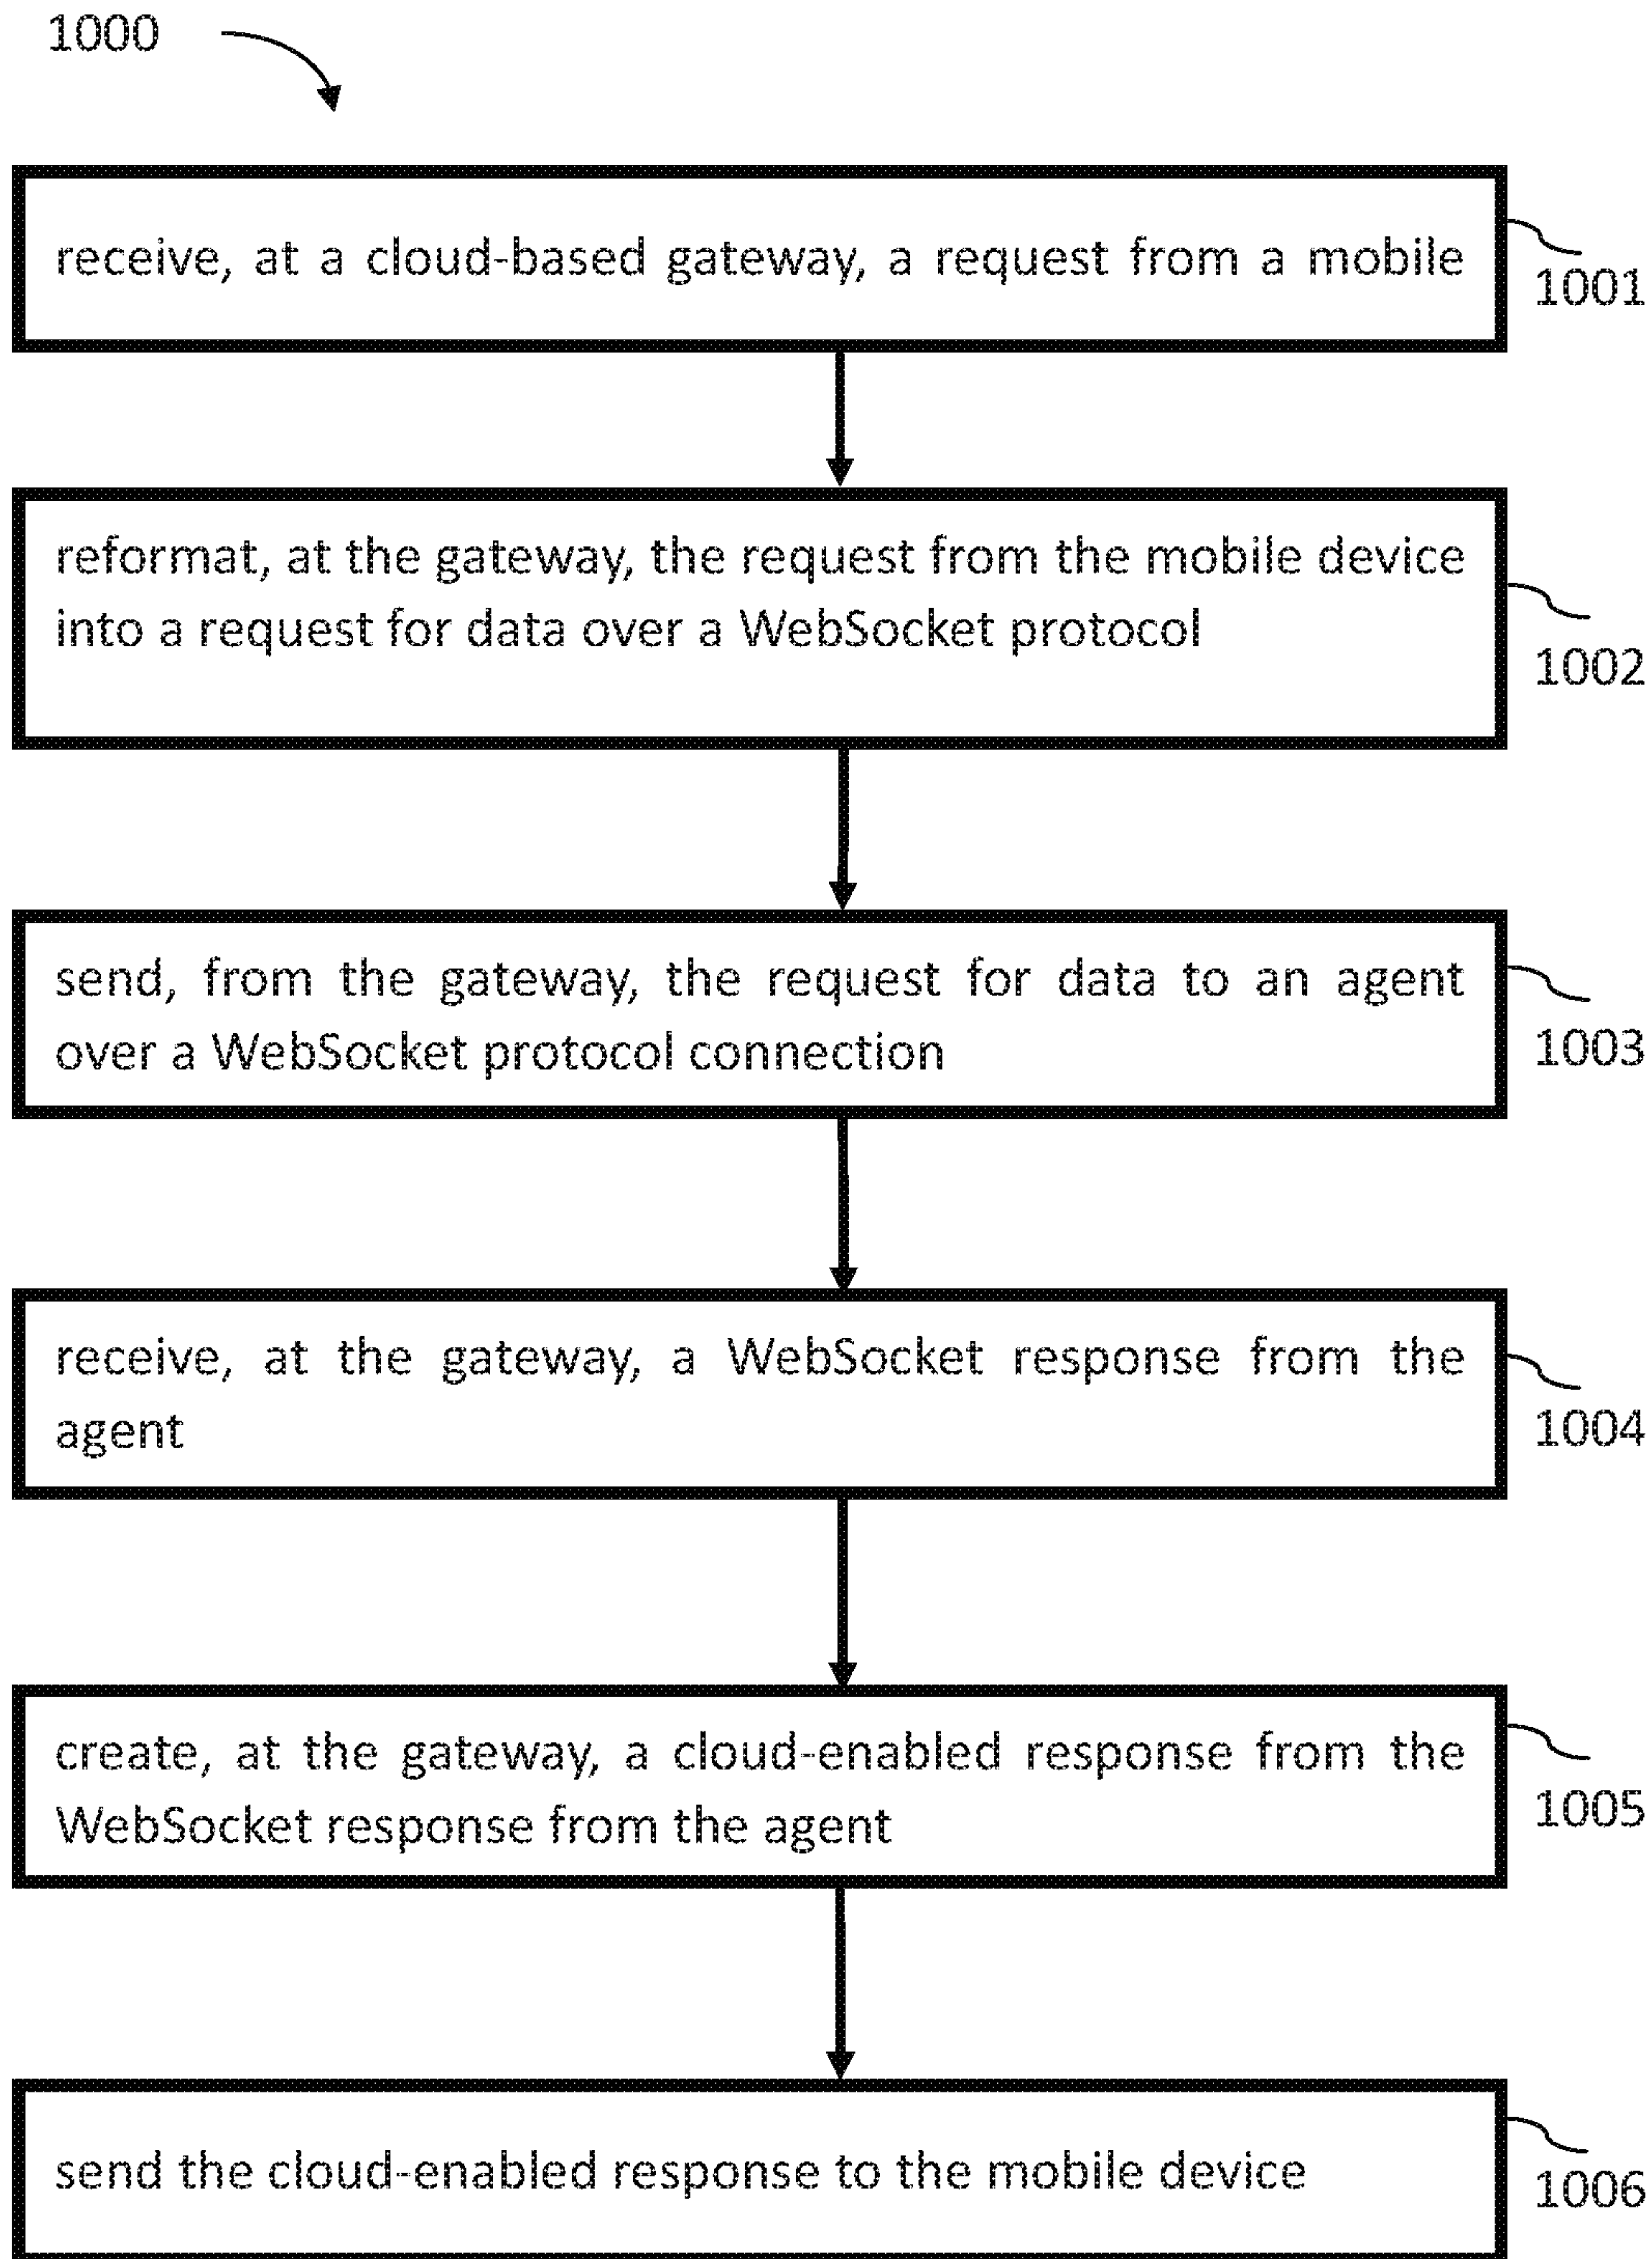 1000
receive, at a cloud-based gateway, a request from a mobile
1001
reformat, at the gateway, the request from the mobile device
into a request for data over a WebSocket protocol
1002
send, from the gateway, the request for data to an agent
over a WebSocket protocol connection
1003
receive, at the gateway, a WebSocket response from the
agent
1004
create, at the gateway, a cloud-enabled response from the
WebSocket response from the agent
1005
send the cloud-enabled response to the mobile device
1006